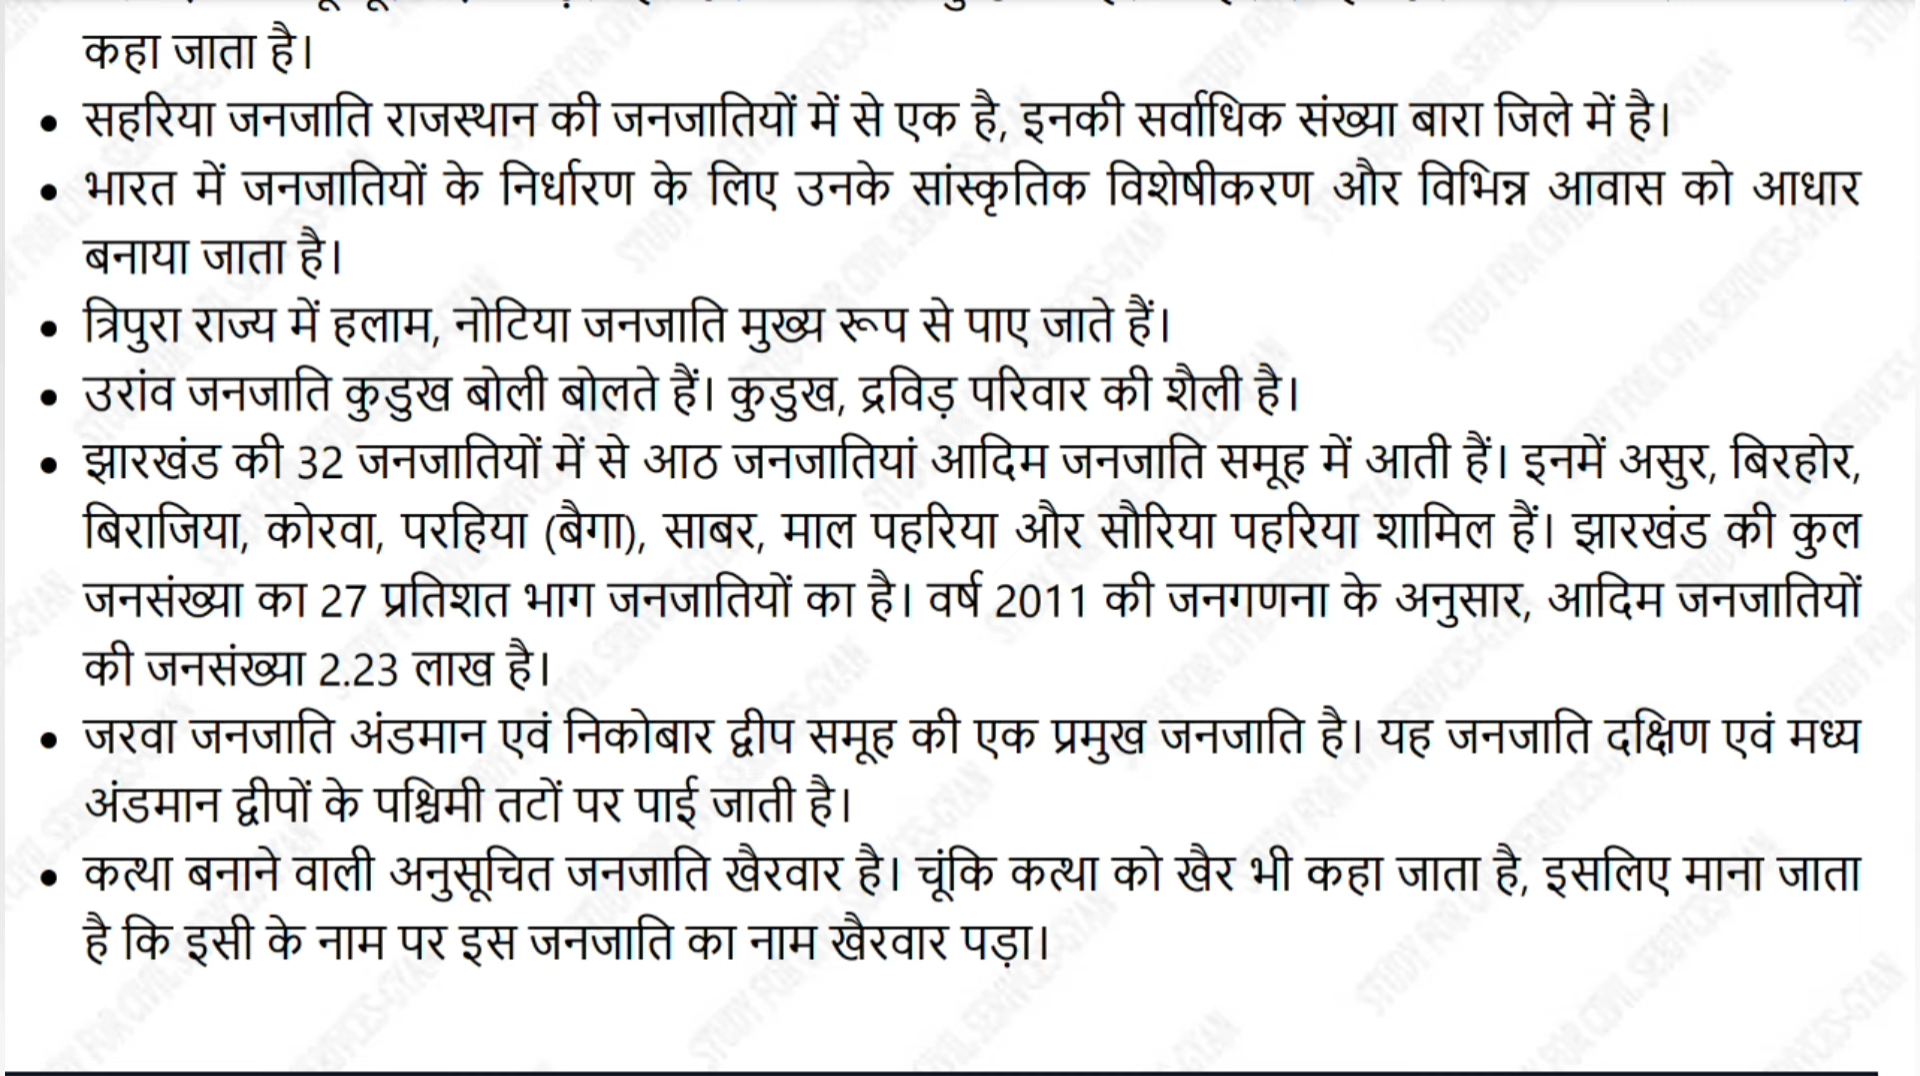 कहा जाता है।
• सहरिया जनजाति राजस्थान की जनजातियों में से एक है, इनकी सर्वाधिक संख्या बारा जिले में है।
• भारत में जनजातियों के निर्धारण के लिए उनके सांस्कृतिक विशेषीकरण और विभिन्न आवास को आधार
बनाया जाता है।
• त्रिपुरा राज्य में हलाम, नोटिया जनजाति मुख्य रूप से पाए जाते हैं।
• उरांव जनजाति कुडुख बोली बोलते हैं। कुडुख, द्रविड़ परिवार की शैली है।
• झारखंड की 32 जनजातियों में से आठ जनजातियां आदिम जनजाति समूह में आती हैं। इनमें असुर, बिरहोर,
बिराजिया, कोरवा, परहिया (बैगा), साबर, माल पहरिया और सौरिया पहरिया शामिल हैं। झारखंड की कुल
जनसंख्या का 27 प्रतिशत भाग जनजातियों का है। वर्ष 2011 की जनगणना के अनुसार, आदिम जनजातियों
की जनसंख्या 2.23 लाख है।
• जरवा जनजाति अंडमान एवं निकोबार द्वीप समूह की एक प्रमुख जनजाति है। यह जनजाति दक्षिण एवं मध्य
अंडमान द्वीपों के पश्चिमी तटों पर पाई जाती है।
• कत्था बनाने वाली अनुसूचित जनजाति खैरवार है। चूंकि कत्था को खैर भी कहा जाता है, इसलिए माना जाता
है कि इसी के नाम पर इस जनजाति का नाम खैरवार पड़ा।